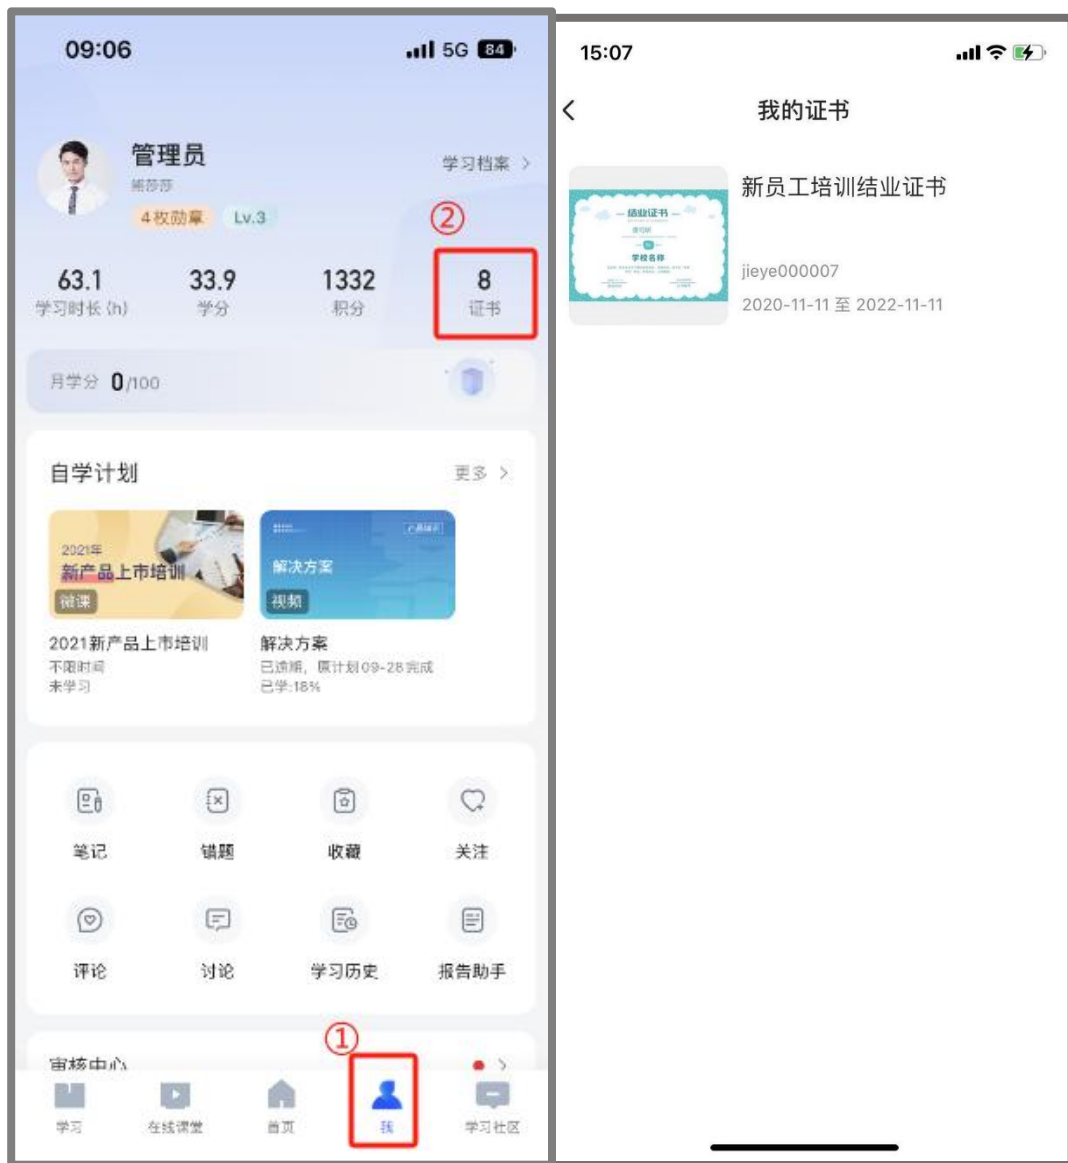 09:06
5G 84
管理员
熊莎莎
学习档案 >
4枚勋章 Lv.3
②
63.1 33.9 1332 8
学习时长 (h) 学分 积分 证书
月学分 0/100
自学计划 更多 >
2021年
新产品上市培训
微课
解决方案
视频
2021新产品上市培训 解决方案
不限时间 已逾期, 原计划09-28完成
未学习 已学:18%
笔记 错题 收藏 关注
评论 讨论 学习历史 报告助手
①
审核中心
学习 在线课堂 首页 我 学习社区
15:07
我的证书
结业证书
学校名称
新员工培训结业证书
jieye000007
2020-11-11 至 2022-11-11